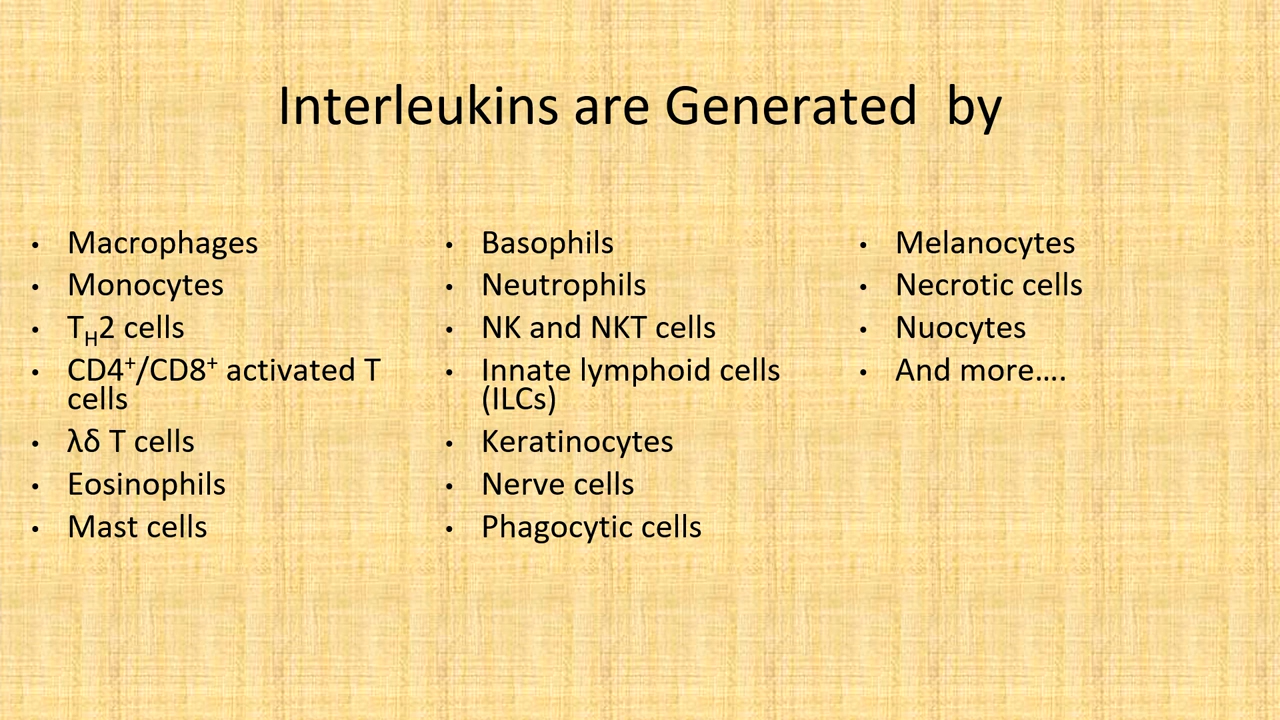 Interleukins are Generated  by
• Macrophages
• Monocytes
• T_H2 cells
• CD4⁺/CD8⁺ activated T
cells
• λδ T cells
• Eosinophils
• Mast cells
• Basophils
• Neutrophils
• NK and NKT cells
• Innate lymphoid cells
(ILCs)
• Keratinocytes
• Nerve cells
• Phagocytic cells
• Melanocytes
• Necrotic cells
• Nuocytes
• And more….